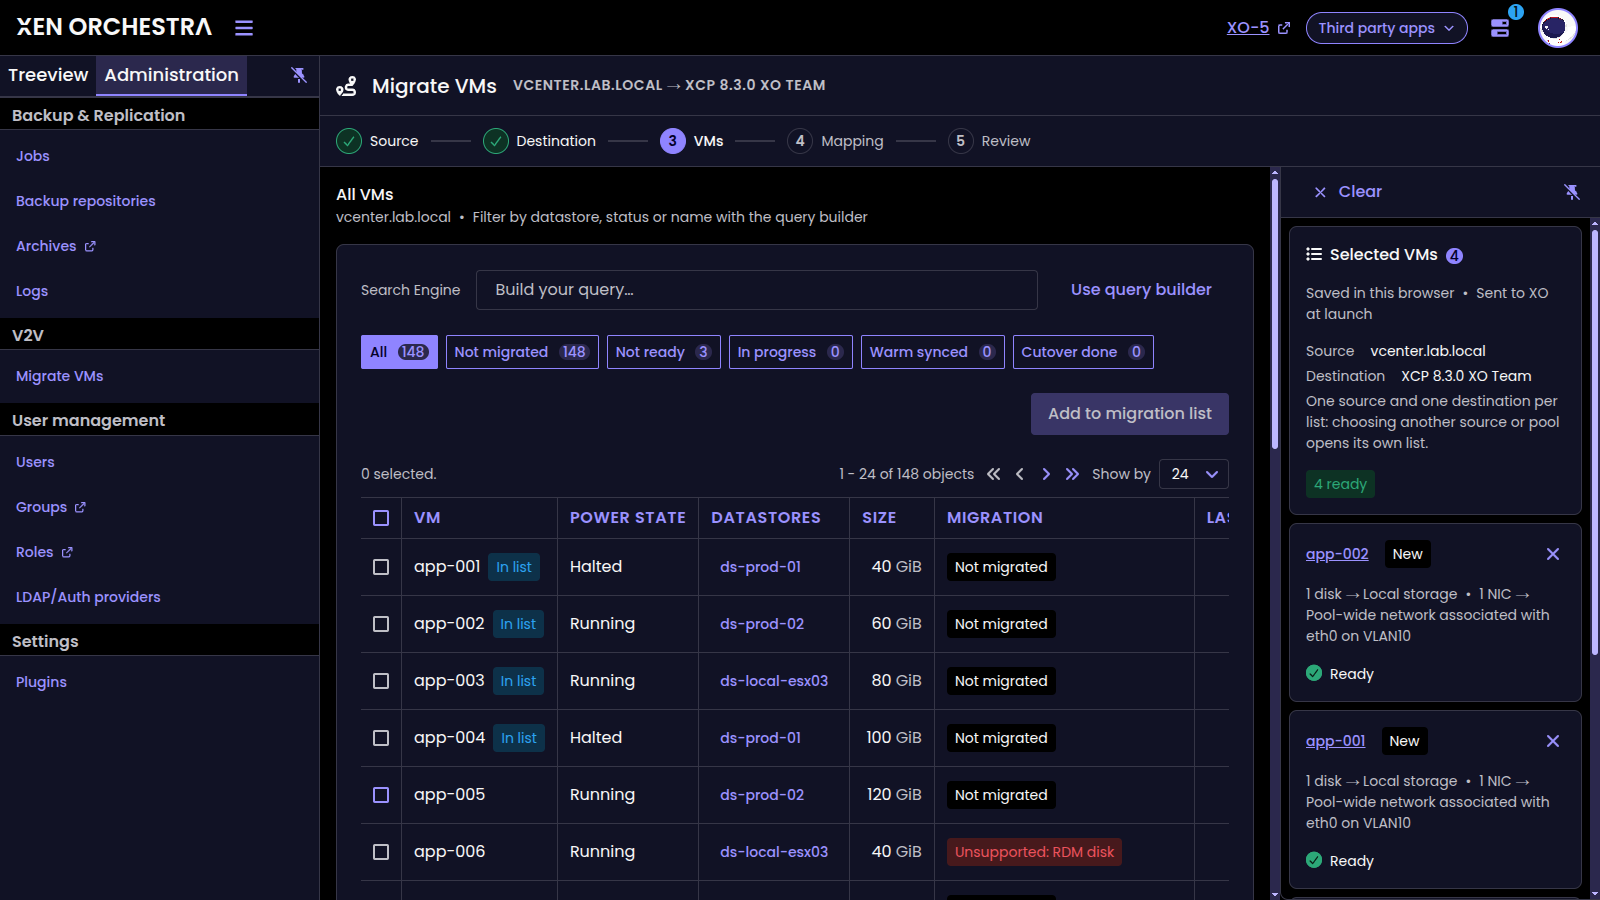 XEN ORCHESTRA
XO-5
Third party apps
1
Treeview
Administration
Backup & Replication
Jobs
Backup repositories
Archives
Logs
V2V
Migrate VMs
User management
Users
Groups
Roles
LDAP/Auth providers
Settings
Plugins
Migrate VMs
VCENTER.LAB.LOCAL → XCP 8.3.0 XO TEAM
Source
Destination
3 VMs
4 Mapping
5 Review
All VMs
vcenter.lab.local • Filter by datastore, status or name with the query builder
Search Engine
Build your query...
Use query builder
All 148
Not migrated 148
Not ready 3
In progress 0
Warm synced 0
Cutover done 0
Add to migration list
0 selected.
1 - 24 of 148 objects
Show by
24
VM POWER STATE DATASTORES SIZE MIGRATION
app-001 In list Halted ds-prod-01 40 GiB Not migrated
app-002 In list Running ds-prod-02 60 GiB Not migrated
app-003 In list Running ds-local-esx03 80 GiB Not migrated
app-004 In list Halted ds-prod-01 100 GiB Not migrated
app-005 Running ds-prod-02 120 GiB Not migrated
app-006 Running ds-local-esx03 40 GiB Unsupported: RDM disk
Clear
Selected VMs 4
Saved in this browser • Sent to XO
at launch
Source vcenter.lab.local
Destination XCP 8.3.0 XO Team
One source and one destination per
list: choosing another source or pool
opens its own list.
4 ready
app-002 New
1 disk → Local storage • 1 NIC →
Pool-wide network associated with
eth0 on VLAN10
Ready
app-001 New
1 disk → Local storage • 1 NIC →
Pool-wide network associated with
eth0 on VLAN10
Ready